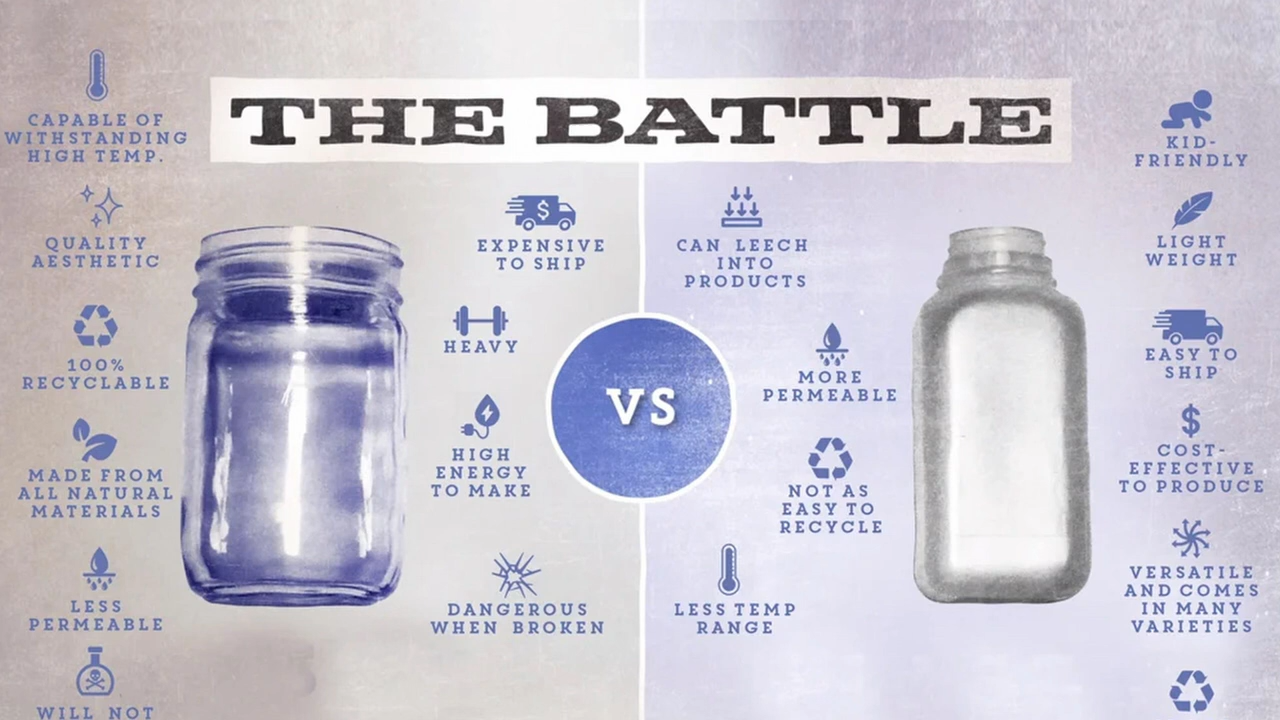 THE BATTLE
CAPABLE OF
WITHSTANDING
HIGH TEMP.
QUALITY
AESTHETIC
100%
RECYCLABLE
MADE FROM
ALL NATURAL
MATERIALS
LESS
PERMEABLE
WILL NOT
EXPENSIVE
TO SHIP
$
HEAVY
HIGH
ENERGY
TO MAKE
DANGEROUS
WHEN BROKEN
VS
CAN LEECH
INTO
PRODUCTS
MORE
PERMEABLE
NOT AS
EASY TO
RECYCLE
LESS TEMP
RANGE
KID-
FRIENDLY
LIGHT
WEIGHT
EASY TO
SHIP
$
COST-
EFFECTIVE
TO PRODUCE
VERSATILE
AND COMES
IN MANY
VARIETIES